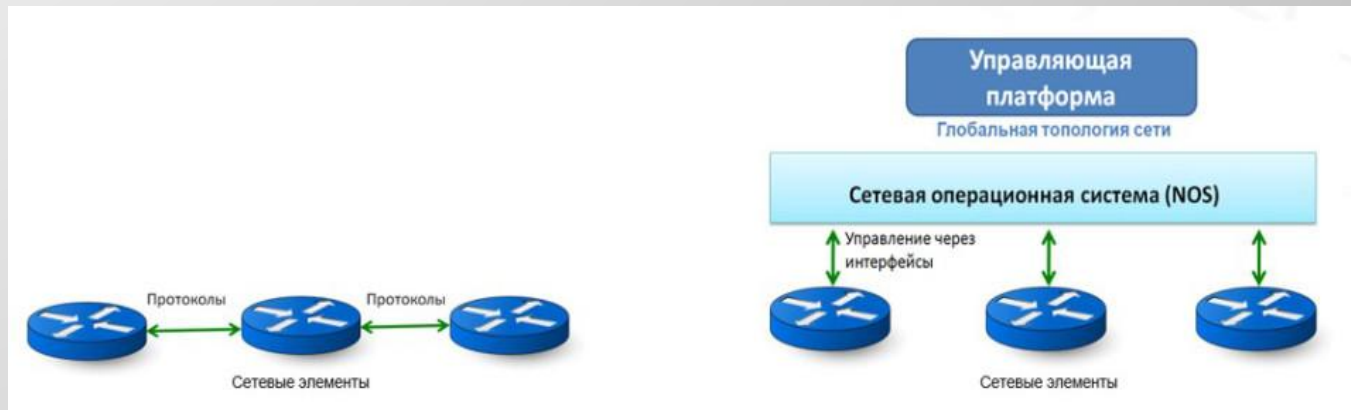 Протоколы
Протоколы
Сетевые элементы
Управляющая
платформа
Глобальная топология сети
Сетевая операционная система (NOS)
Управление через
интерфейсы
Сетевые элементы